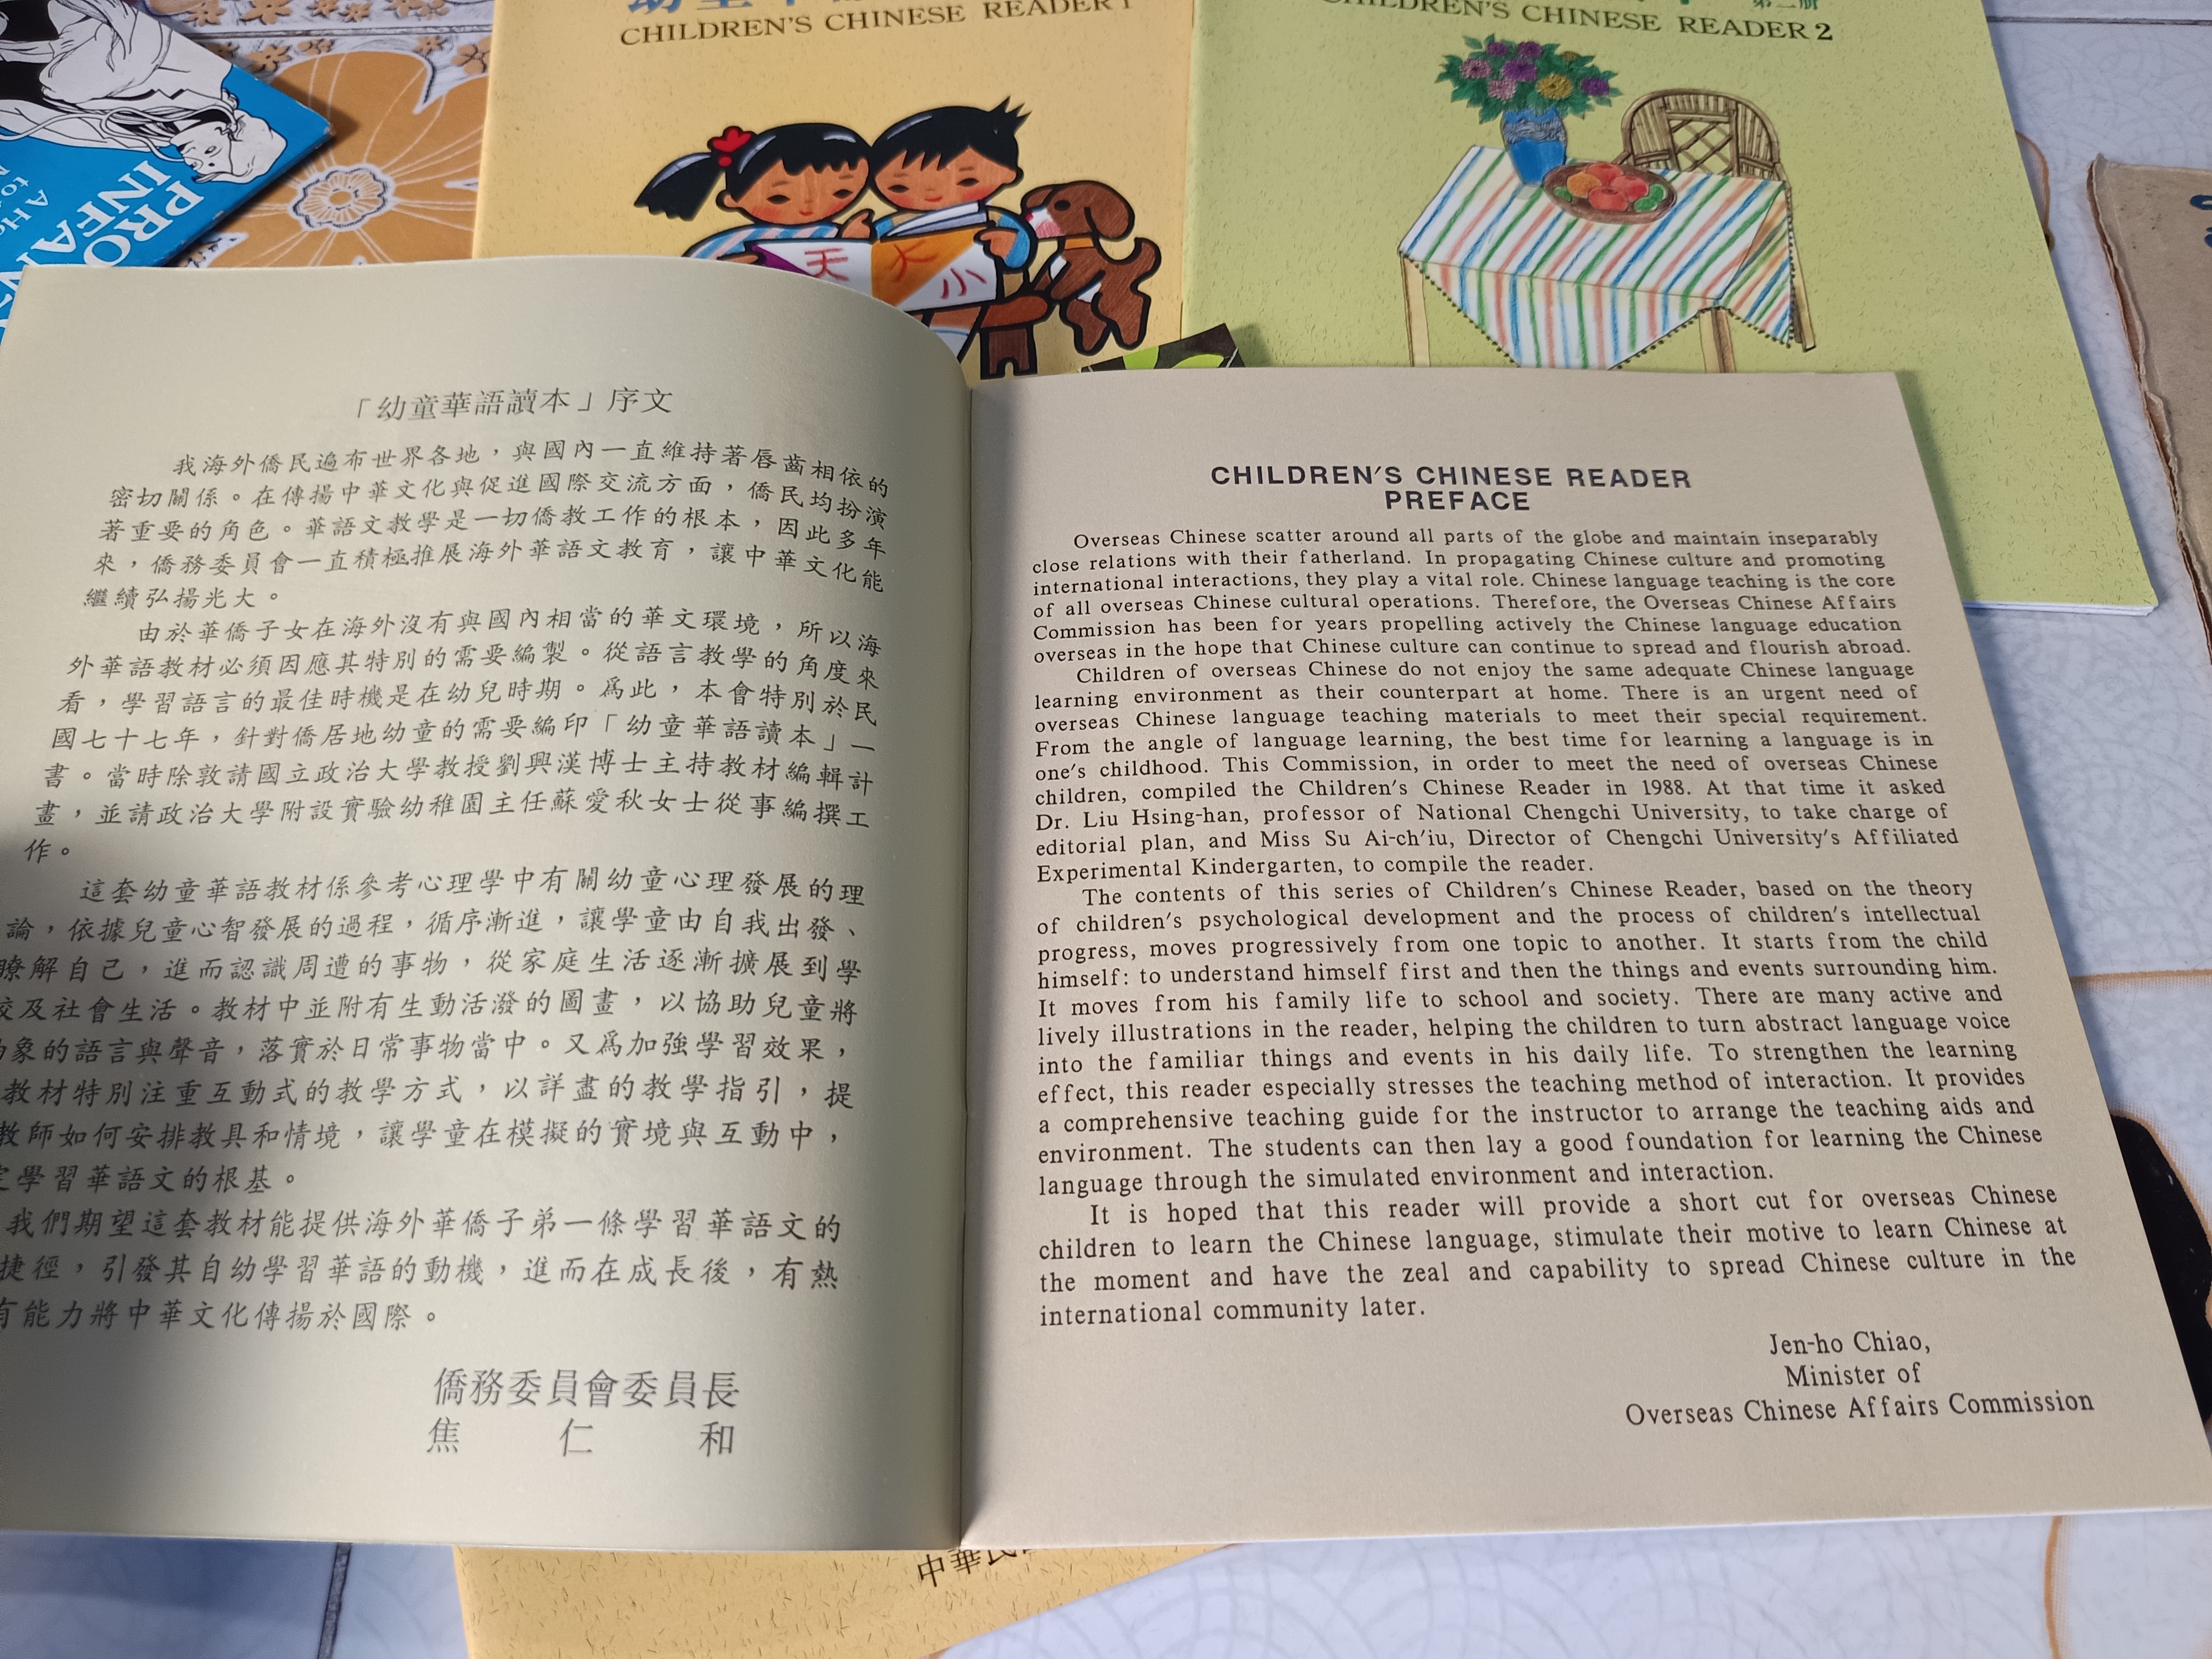 CHILDREN'S CHINESE READER 1
CHILDREN'S CHINESE READER 2
天
大
小
PRO
INFA
A
to
「幼童華語讀本」序文
我海外僑民遍布世界各地，與國內一直維持著唇齒相依的
密切關係。在傳揚中華文化與促進國際交流方面，僑民均扮演
著重要的角色。華語文教學是一切僑教工作的根本，因此多年
來，僑務委員會一直積極推展海外華語文教育，讓中華文化能
繼續弘揚光大。
由於華僑子女在海外沒有與國內相當的華文環境，所以海
外華語教材必須因應其特別的需要編製。從語言教學的角度來
看，學習語言的最佳時機是在幼兒時期。爲此，本會特別於民
國七十七年，針對僑居地幼童的需要編印「幼童華語讀本」一
書。當時除敦請國立政治大學教授劉興漢博士主持教材編輯計
畫，並請政治大學附設實驗幼稚園主任蘇愛秋女士從事編撰工
作。
這套幼童華語教材係參考心理學中有關幼童心理發展的理
論，依據兒童心智發展的過程，循序漸進，讓學童由自我出發、
瞭解自己，進而認識周遭的事物，從家庭生活逐漸擴展到學
校及社會生活。教材中並附有生動活潑的圖畫，以協助兒童將
象的語言與聲音，落實於日常事物當中。又爲加強學習效果，
教材特別注重互動式的教學方式，以詳盡的教學指引，提
教師如何安排教具和情境，讓學童在模擬的實境與互動中，
學習華語文的根基。
我們期望這套教材能提供海外華僑子弟一條學習華語文的
捷徑，引發其自幼學習華語的動機，進而在成長後，有熱
有能力將中華文化傳揚於國際。
僑務委員會委員長
焦 仁 和
CHILDREN'S CHINESE READER
PREFACE
Overseas Chinese scatter around all parts of the globe and maintain inseparably
close relations with their fatherland. In propagating Chinese culture and promoting
international interactions, they play a vital role. Chinese language teaching is the core
of all overseas Chinese cultural operations. Therefore, the Overseas Chinese Affairs
Commission has been for years propelling actively the Chinese language education
overseas in the hope that Chinese culture can continue to spread and flourish abroad.
Children of overseas Chinese do not enjoy the same adequate Chinese language
learning environment as their counterpart at home. There is an urgent need of
overseas Chinese language teaching materials to meet their special requirement.
From the angle of language learning, the best time for learning a language is in
one's childhood. This Commission, in order to meet the need of overseas Chinese
children, compiled the Children's Chinese Reader in 1988. At that time it asked
Dr. Liu Hsing-han, professor of National Chengchi University, to take charge of
editorial plan, and Miss Su Ai-ch'iu, Director of Chengchi University's Affiliated
Experimental Kindergarten, to compile the reader.
The contents of this series of Children's Chinese Reader, based on the theory
of children's psychological development and the process of children's intellectual
progress, moves progressively from one topic to another. It starts from the child
himself: to understand himself first and then the things and events surrounding him.
It moves from his family life to school and society. There are many active and
lively illustrations in the reader, helping the children to turn abstract language voice
into the familiar things and events in his daily life. To strengthen the learning
effect, this reader especially stresses the teaching method of interaction. It provides
a comprehensive teaching guide for the instructor to arrange the teaching aids and
environment. The students can then lay a good foundation for learning the Chinese
language through the simulated environment and interaction.
It is hoped that this reader will provide a short cut for overseas Chinese
children to learn the Chinese language, stimulate their motive to learn Chinese at
the moment and have the zeal and capability to spread Chinese culture in the
international community later.
Jen-ho Chiao,
Minister of
Overseas Chinese Affairs Commission
中華民